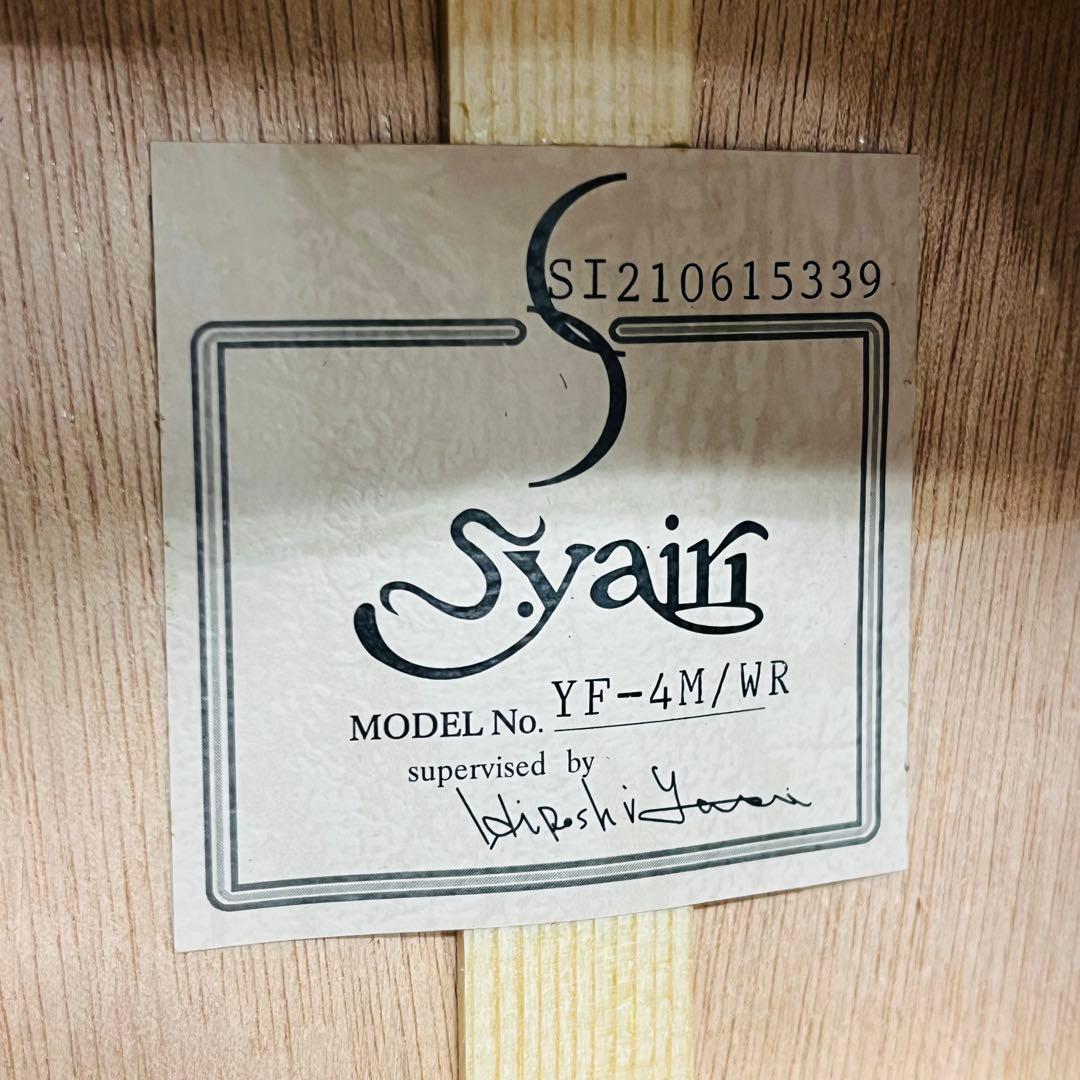 SI210615339
S.yairi
MODEL No. YF-4M/WR
supervised by
Hiroshi Yairi